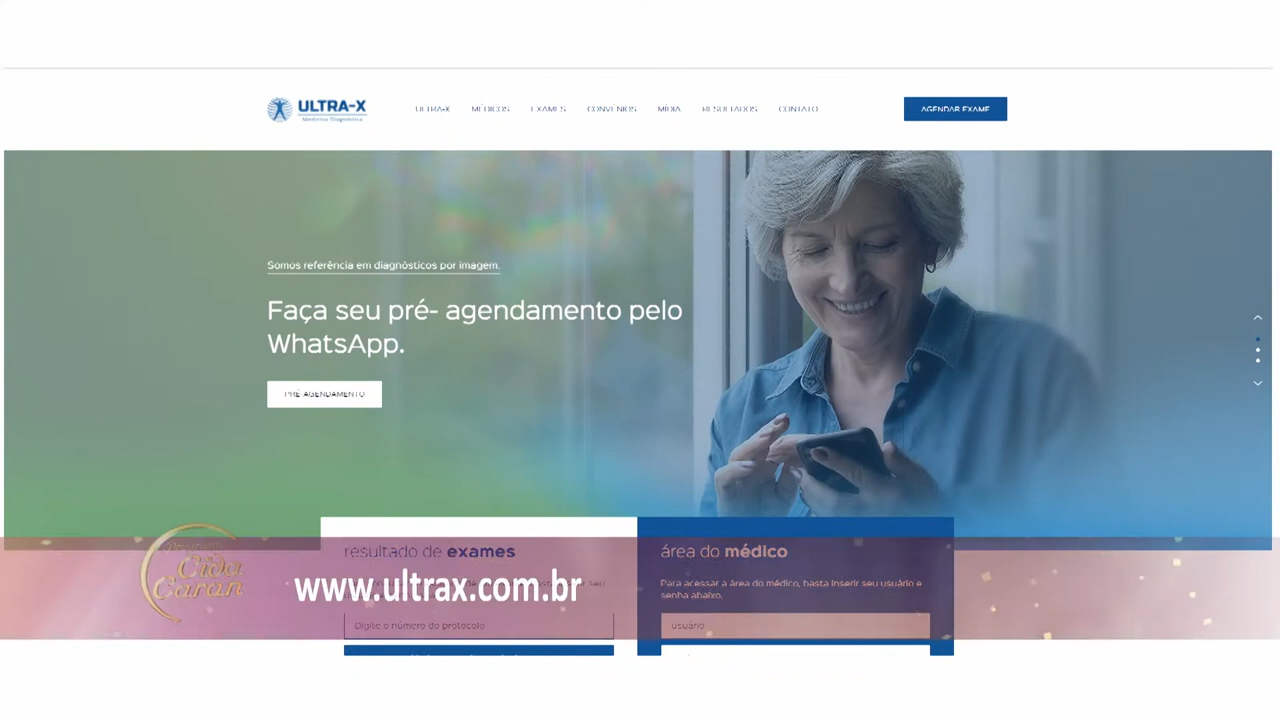 ULTRA-X
Medicina Diagnóstica
ULTRA-X MÉDICOS EXAMES CONVÊNIOS MÍDIA RESULTADOS CONTATO
AGENDAR EXAME
Somos referência em diagnósticos por imagem.
Faça seu pré- agendamento pelo
WhatsApp.
PRÉ AGENDAMENTO
resultado de exames
área do médico
Para acessar a área do médico, basta inserir seu usuário e
senha abaixo.
www.ultrax.com.br
Digite o número do protocolo
usuário